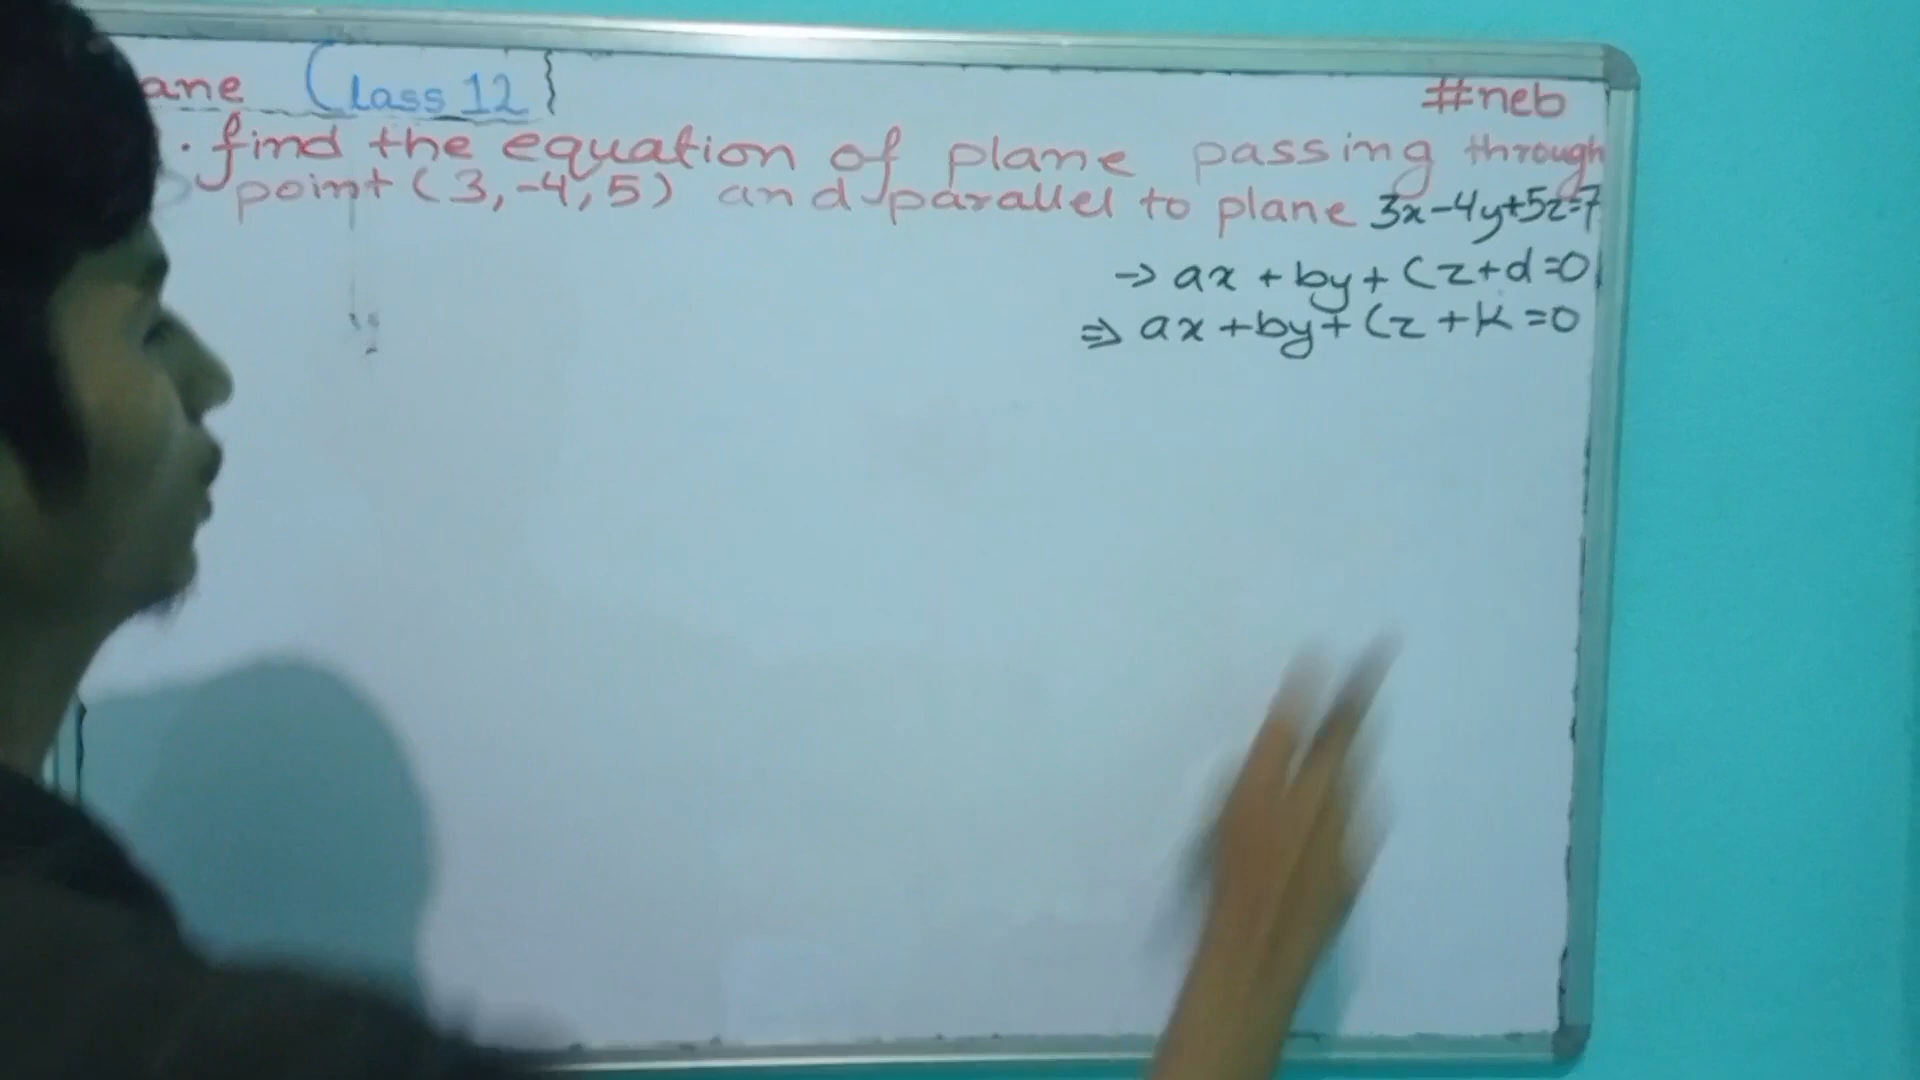 ane Class 12}
#neb
. find the equation of plane passing through
point (3,-4,5) and parallel to plane 3x-4y+5z=7
→ ax + by + Cz+d=0
⇒ ax +by+ Cz +k=0